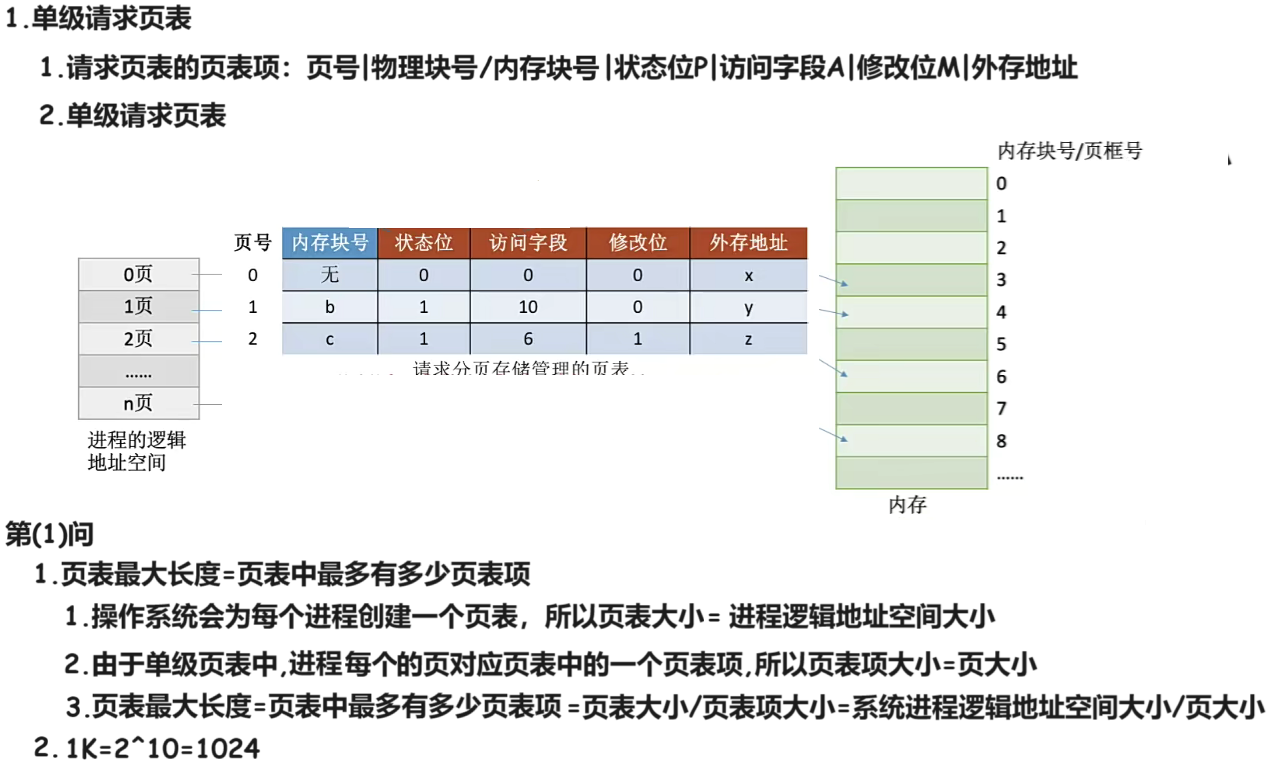 1.单级请求页表
1.请求页表的页表项：页号|物理块号/内存块号|状态位P|访问字段A|修改位M|外存地址
2.单级请求页表
内存块号/页框号
页号 内存块号 状态位 访问字段 修改位 外存地址
0 无 0 0 0 x
1 b 1 10 0 y
2 c 1 6 1 z
请求分页存储管理的页表
0页
1页
2页
……
n页
进程的逻辑
地址空间
0
1
2
3
4
5
6
7
8
……
内存
第(1)问
1.页表最大长度=页表中最多有多少页表项
1.操作系统会为每个进程创建一个页表，所以页表大小= 进程逻辑地址空间大小
2.由于单级页表中,进程每个的页对应页表中的一个页表项,所以页表项大小=页大小
3.页表最大长度=页表中最多有多少页表项=页表大小/页表项大小=系统进程逻辑地址空间大小/页大小
2.1K=2^10=1024